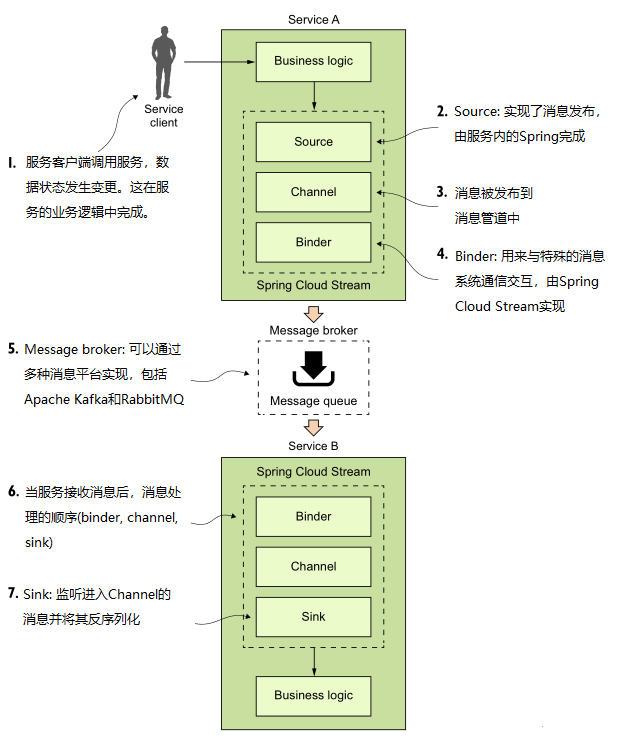 Service A
Business logic
Service
client
1. 服务客户端调用服务，数
据状态发生变更。这在服
务的业务逻辑中完成。
Source
2. Source: 实现了消息发布，
由服务内的Spring完成
Channel
3. 消息被发布到
消息管道中
Binder
4. Binder: 用来与特殊的消息
系统通信交互，由Spring
Cloud Stream实现
Spring Cloud Stream
Message broker
5. Message broker: 可以通过
多种消息平台实现，包括
Apache Kafka和RabbitMQ
Message queue
Service B
Spring Cloud Stream
6. 当服务接收消息后，消息处
理的顺序(binder, channel,
sink)
Binder
Channel
7. Sink: 监听进入Channel的
消息并将其反序列化
Sink
Business logic